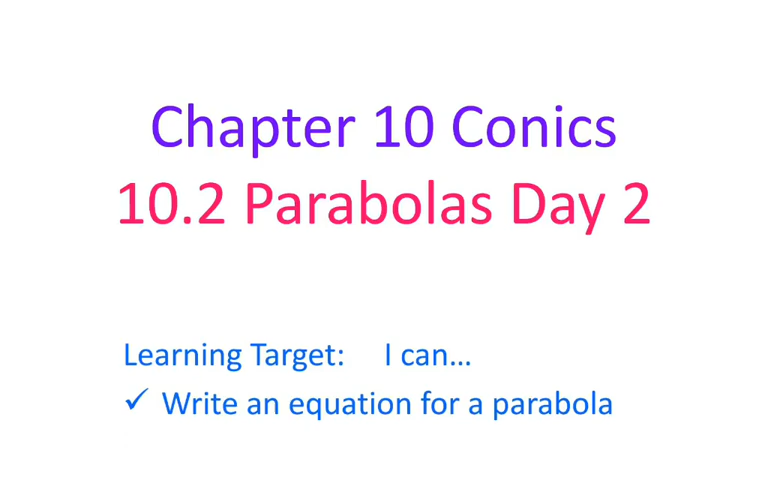 Chapter 10 Conics
10.2 Parabolas Day 2
Learning Target: I can…
✓ Write an equation for a parabola